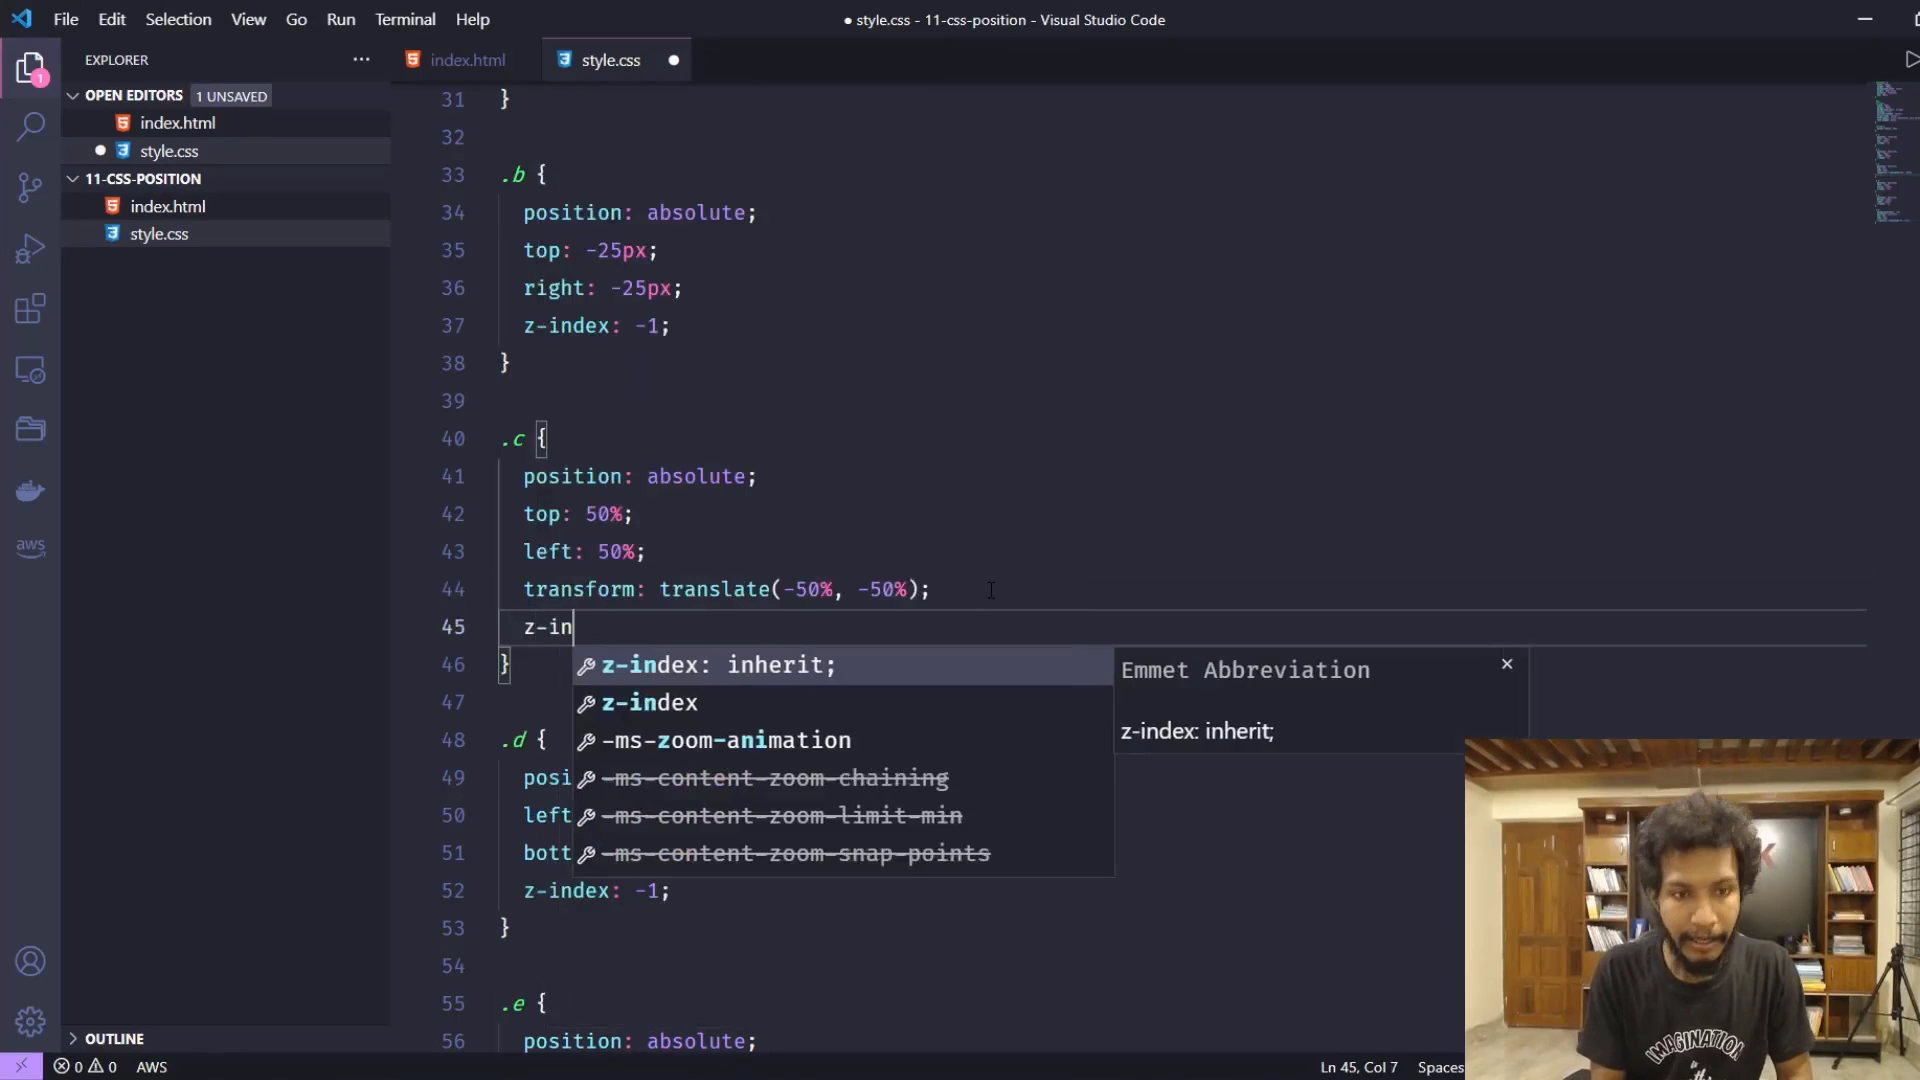 File Edit Selection View Go Run Terminal Help
● style.css - 11-css-position - Visual Studio Code
EXPLORER
index.html
style.css
OPEN EDITORS 1 UNSAVED
index.html
style.css
11-CSS-POSITION
index.html
style.css
OUTLINE
1
aws
31 }
32
33 .b {
34 position: absolute;
35 top: -25px;
36 right: -25px;
37 z-index: -1;
38 }
39
40 .c {
41 position: absolute;
42 top: 50%;
43 left: 50%;
44 transform: translate(-50%, -50%);
45 z-in
46 }
47
48 .d {
49 posi
50 left
51 bott
52 z-index: -1;
53 }
54
55 .e {
56 position: absolute;
z-index: inherit;
z-index
-ms-zoom-animation
-ms-content-zoom-chaining
-ms-content-zoom-limit-min
-ms-content-zoom-snap-points
Emmet Abbreviation
z-index: inherit;
IMAGINATION
0 0 AWS
Ln 45, Col 7 Spaces